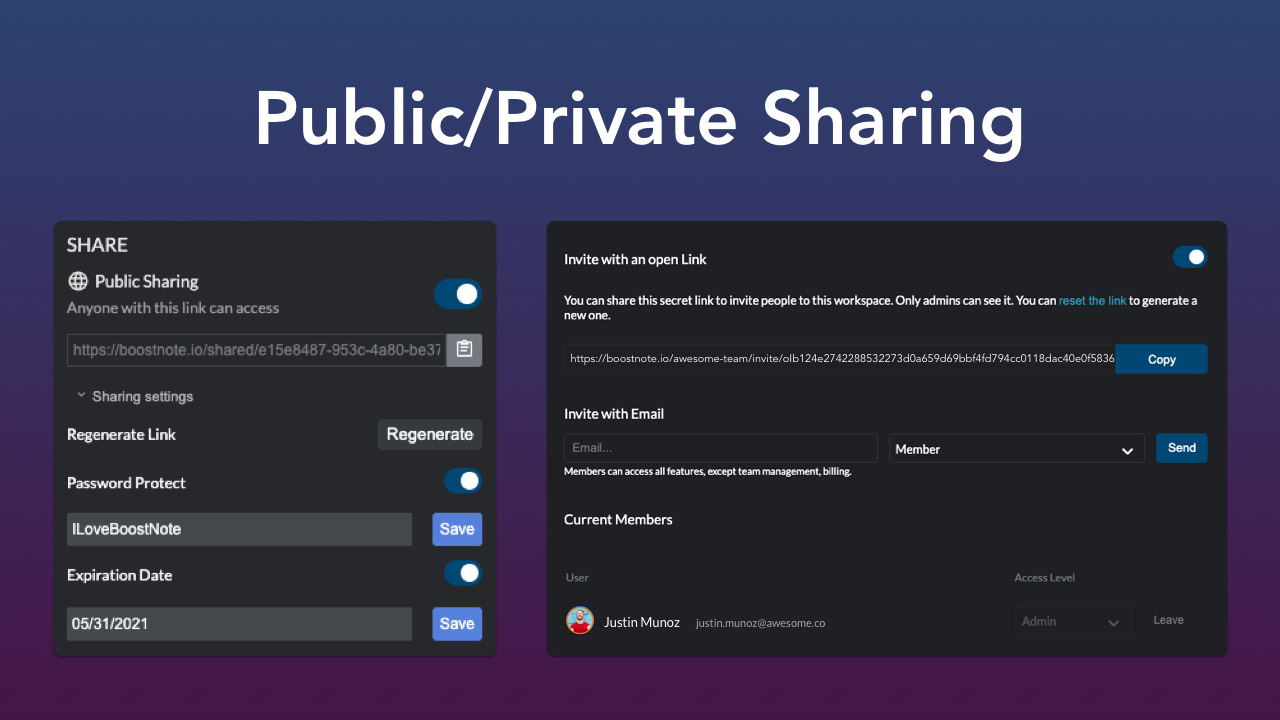 Public/Private Sharing
SHARE
Public Sharing
Anyone with this link can access
https://boostnote.io/shared/e15e8487-953c-4a80-be37
Sharing settings
Regenerate Link
Regenerate
Password Protect
ILoveBoostNote
Save
Expiration Date
05/31/2021
Save
Invite with an open Link
You can share this secret link to invite people to this workspace. Only admins can see it. You can reset the link to generate a
new one.
https://boostnote.io/awesome-team/invite/olb124e2742288532273d0a659d69bbf4fd794cc0118dac40e0f5836
Copy
Invite with Email
Email...
Member
Send
Members can access all features, except team management, billing.
Current Members
User
Access Level
Justin Munoz
justin.munoz@awesome.co
Admin
Leave